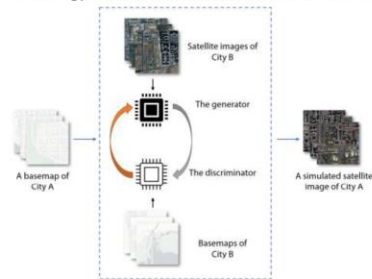 Satellite images of
City B
The generator
The discriminator
A basemap of
City A
A simulated satellite
image of City A
Basemaps of
City B